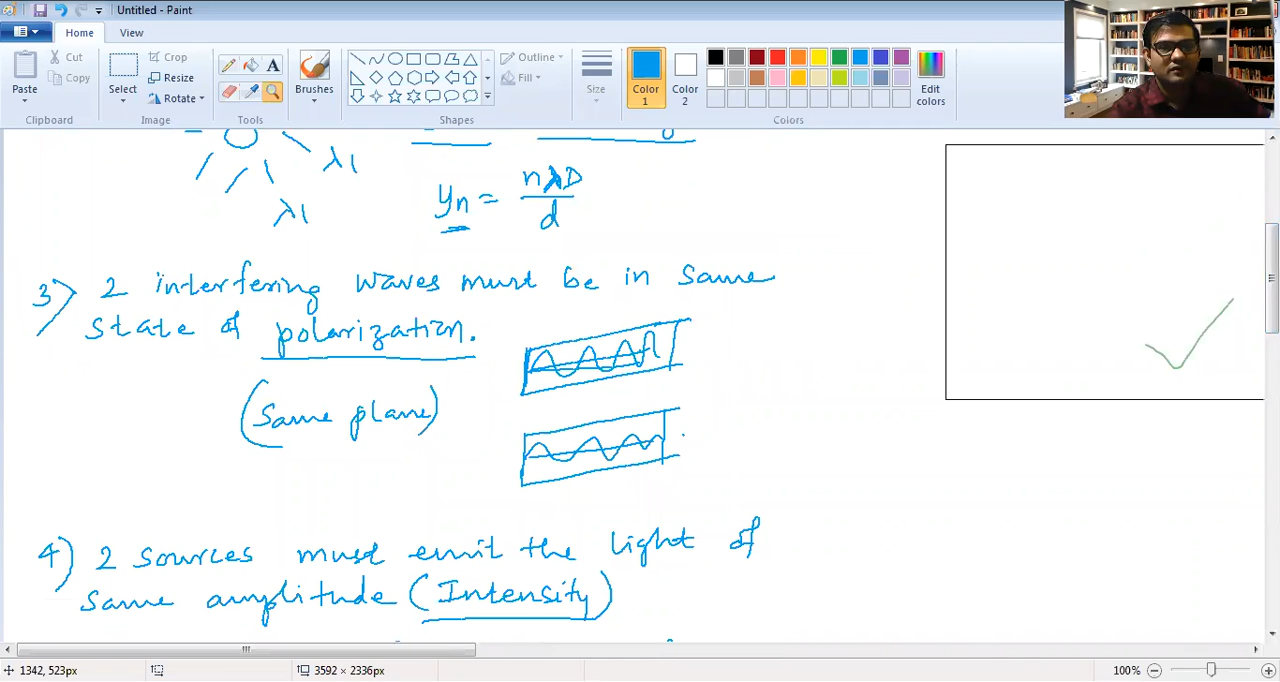 Untitled - Paint
Home View
Paste
Cut
Copy
Clipboard
Select
Crop
Resize
Rotate
Image
A
Tools
Brushes
Outline
Fill
Shapes
Size
Color 1
Color 2
Edit colors
Colors
λ1
λ1
yn = nλD
d
3) 2 interfering waves must be in same
state of polarization.
(Same plane)
4) 2 sources must emit the light of
same amplitude (Intensity)
1342, 523px
3592 × 2336px
100%